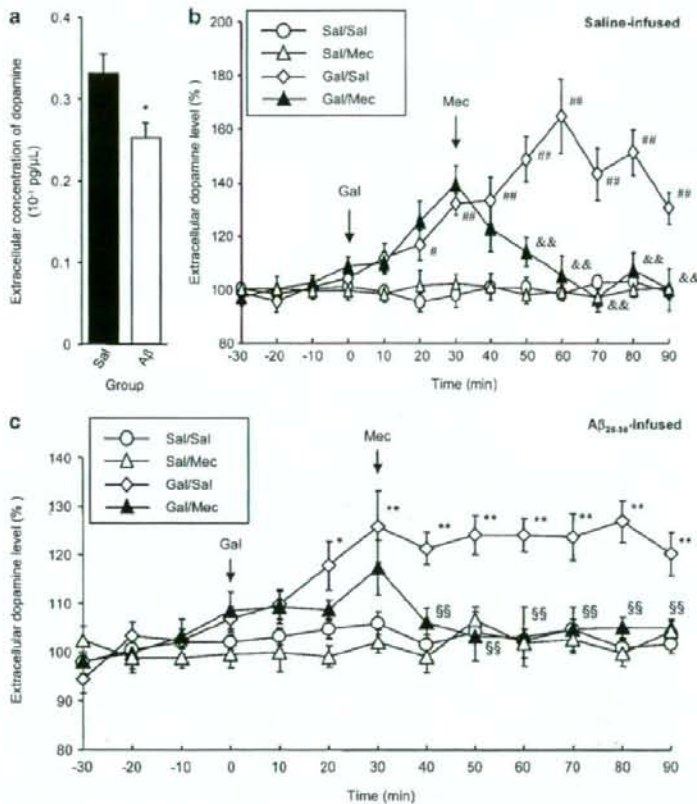 a
Extracellular concentration of dopamine
(10⁻¹ pg/μL)
0.4
0.3
0.2
0.1
0
*
Sal
Aβ
Group
b
Saline-infused
Sal/Sal
Sal/Mec
Gal/Sal
Gal/Mec
Extracellular dopamine level (% )
200
180
160
140
120
100
80
Gal
Mec
#
##
##
##
##
##
##
##
&&
&&
&&
&&
&&
-30 -20 -10 0 10 20 30 40 50 60 70 80 90
Time (min)
c
Sal/Sal
Sal/Mec
Gal/Sal
Gal/Mec
-infused
Extracellular dopamine level (% )
140
130
120
110
100
90
80
Gal
Mec
*
**
**
**
**
**
**
**
§§
§§
§§
§§
§§
§§
-30 -20 -10 0 10 20 30 40 50 60 70 80 90
Time (min)